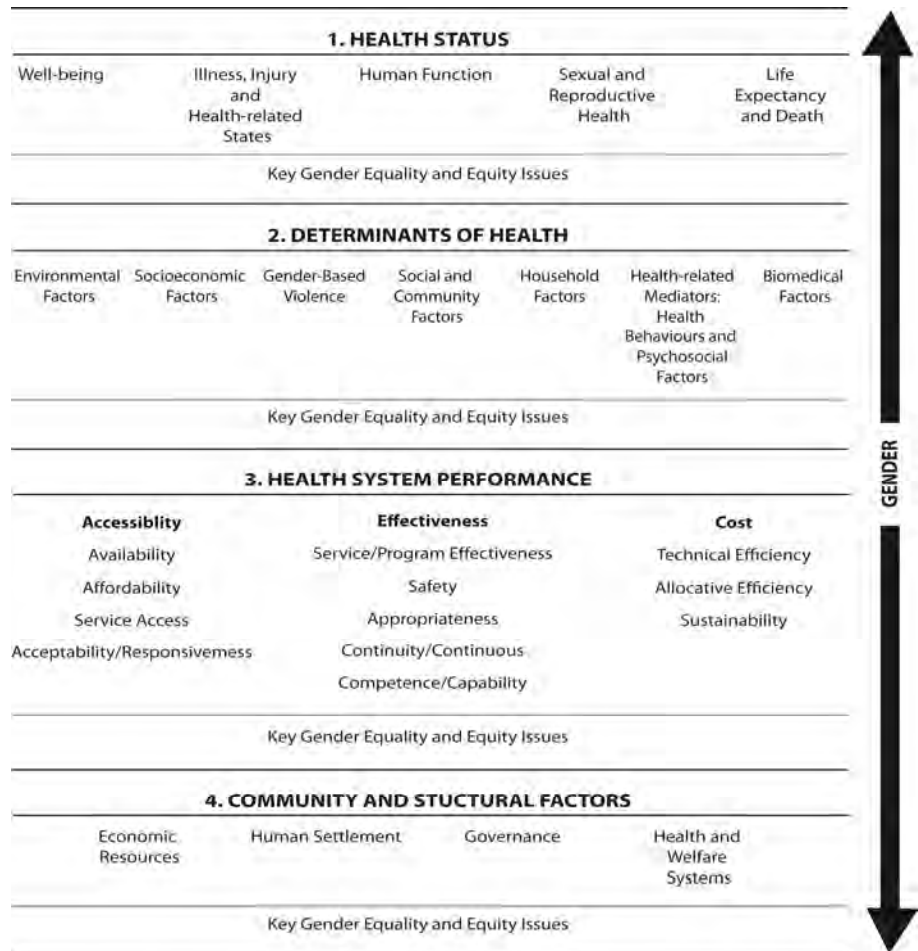 1. HEALTH STATUS
Well-being
Illness, Injury
and
Health-related
States
Human Function
Sexual and
Reproductive
Health
Life
Expectancy
and Death
Key Gender Equality and Equity Issues
2. DETERMINANTS OF HEALTH
Environmental
Factors
Socioeconomic
Factors
Gender-Based
Violence
Social and
Community
Factors
Household
Factors
Health-related
Mediators:
Health
Behaviours and
Psychosocial
Factors
Biomedical
Factors
Key Gender Equality and Equity Issues
3. HEALTH SYSTEM PERFORMANCE
Accessiblity
Availability
Affordability
Service Access
Acceptability/Responsivemess
Effectiveness
Service/Program Effectiveness
Safety
Appropriateness
Continuity/Continuous
Competence/Capability
Cost
Technical Efficiency
Allocative Efficiency
Sustainability
Key Gender Equality and Equity Issues
4. COMMUNITY AND STUCTURAL FACTORS
Economic
Resources
Human Settlement
Governance
Health and
Welfare
Systems
Key Gender Equality and Equity Issues
GENDER